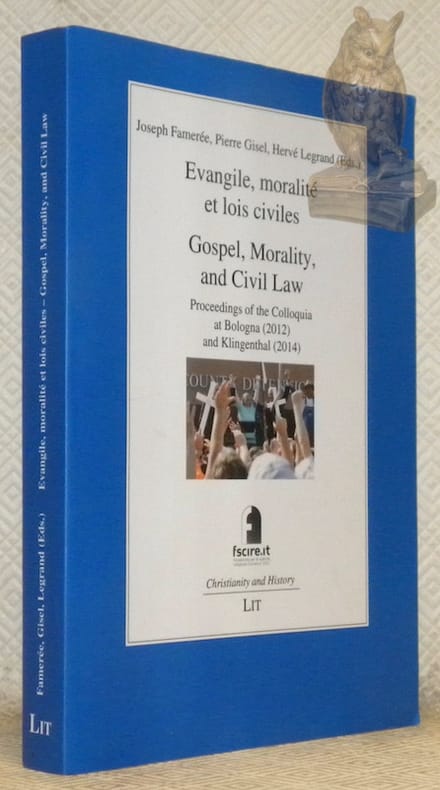 Joseph Famerée, Pierre Gisel, Hervé Legrand (Eds.)
Evangile, moralité
et lois civiles
Gospel, Morality,
and Civil Law
Proceedings of the Colloquia
at Bologna (2012)
and Klingenthal (2014)
OUNTY DETENSIO
fscire.it
Christianity and History
LIT
Famerée, Gisel, Legrand (Eds.) Evangile, moralité et lois civiles – Gospel, Morality, and Civil Law
LIT